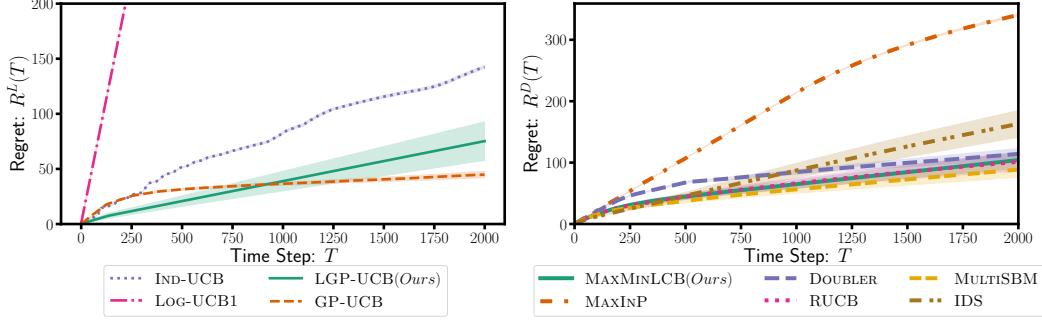 200
150
100
50
0
Regret: R^L(T)
0 250 500 750 1000 1250 1500 1750 2000
Time Step: T
IND-UCB
LOG-UCB1
LGP-UCB(Ours)
GP-UCB
300
200
100
0
Regret: R^D(T)
0 250 500 750 1000 1250 1500 1750 2000
Time Step: T
MAXMINLCB(Ours)
MAXINP
DOUBLER
RUCB
MULTISBM
IDS